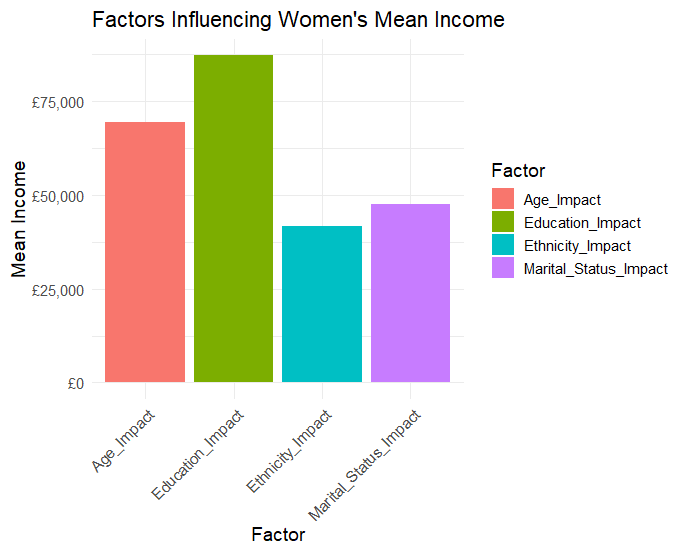 Factors Influencing Women's Mean Income
Mean Income
£75,000
£50,000
£25,000
£0
Age_Impact
Education_Impact
Ethnicity_Impact
Marital_Status_Impact
Factor
Factor
Age_Impact
Education_Impact
Ethnicity_Impact
Marital_Status_Impact